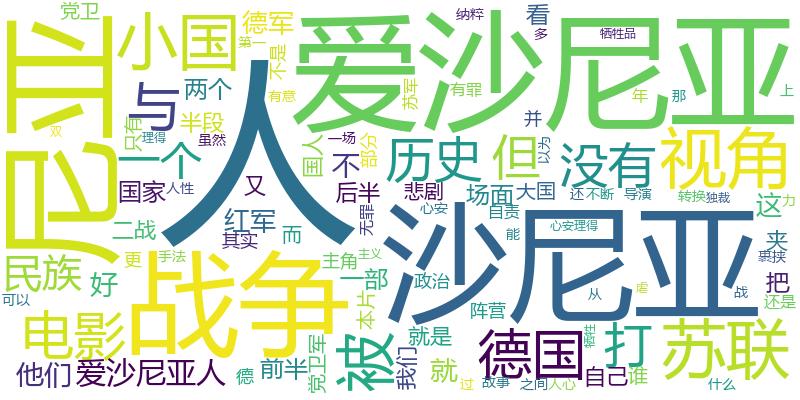 党卫
纳粹
尼亚
小国
德军
看
爱沙尼亚
牺牲品
第一
多
不是
与
两个
苏军
有罪
年
那
上
有意
人
并
双
只有
理得
半段
虽然
一场
部分
历史
但
没有
以为
视角
一个
国人
不
国家
人性
又
后半
悲剧
场面
大国
还
不断
导演
转换
独裁
这
力
红军
无罪
心安
自责
二战
其实
而
沙尼亚
能
心安理得
夹
民族
好
更
手法
主角
主义
一部
政治
裹挟
把
可以
战争
本片
阵营
从
虐
战
还是
电影
党卫军
被
我们
就是
德国
牺牲
打
苏联
他们
爱沙尼亚人
德
前半
就
过
故事
之间
人心
自己
谁
什么